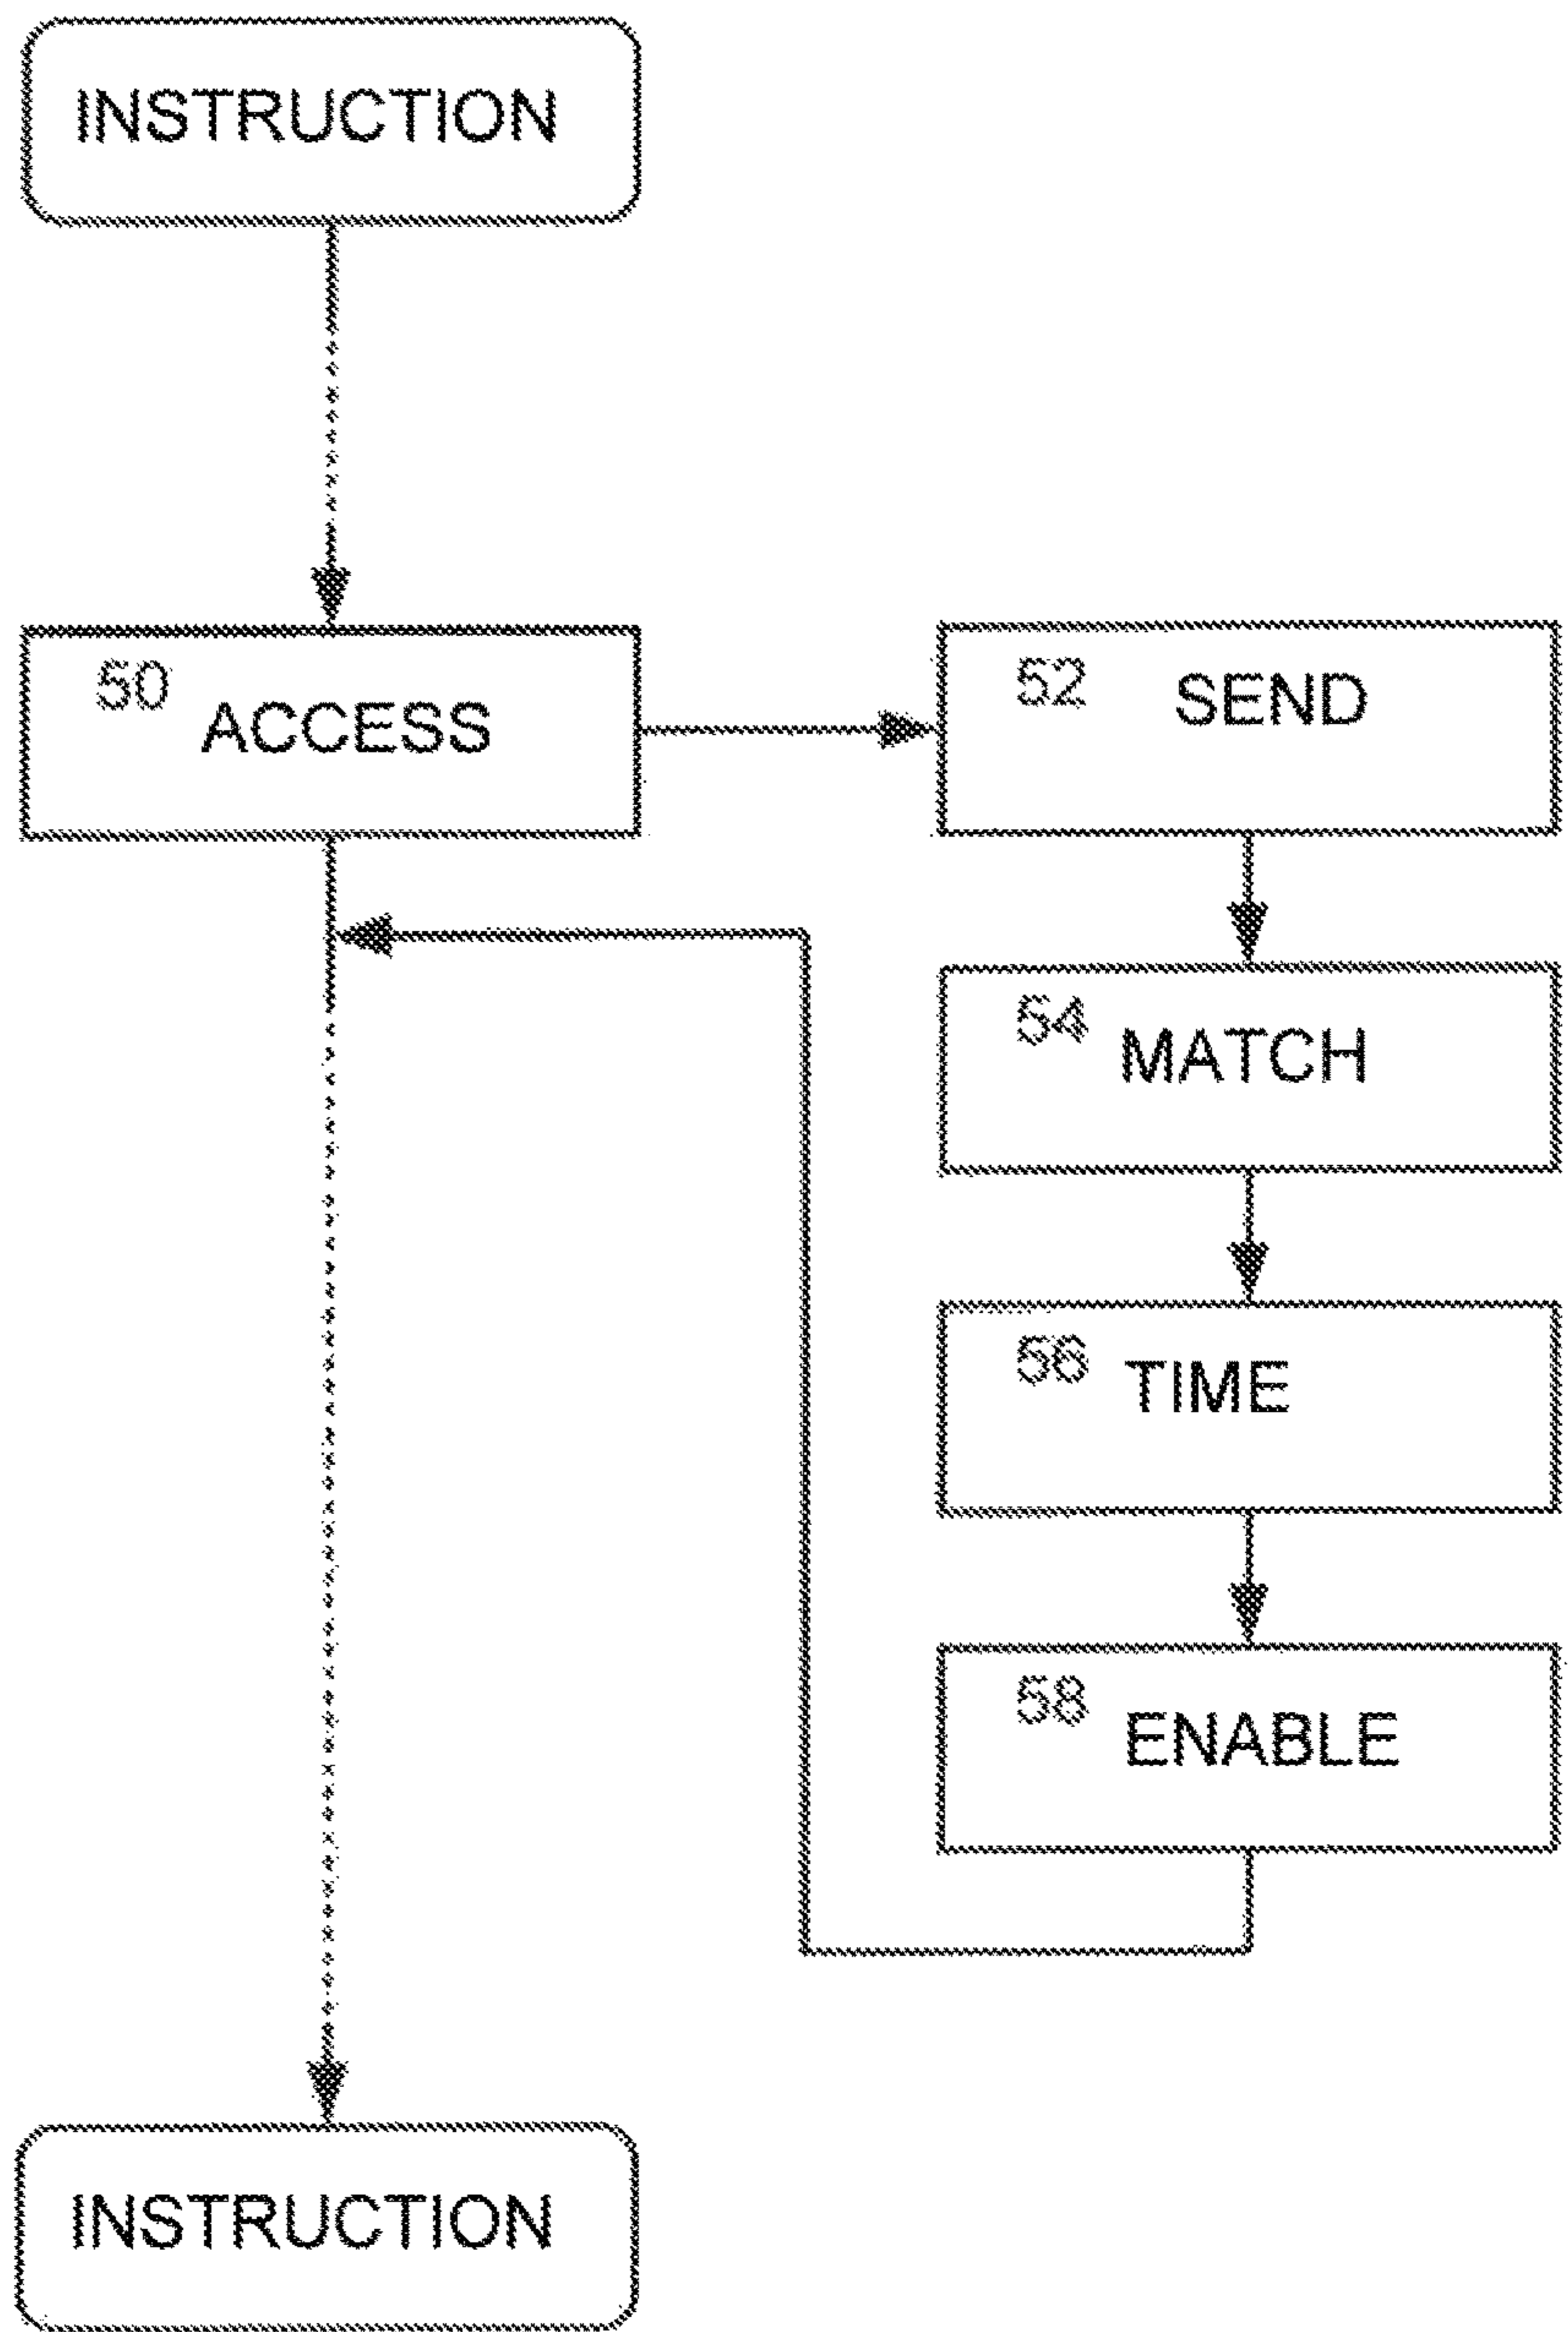 INSTRUCTION
50 ACCESS
52 SEND
54 MATCH
56 TIME
58 ENABLE
INSTRUCTION